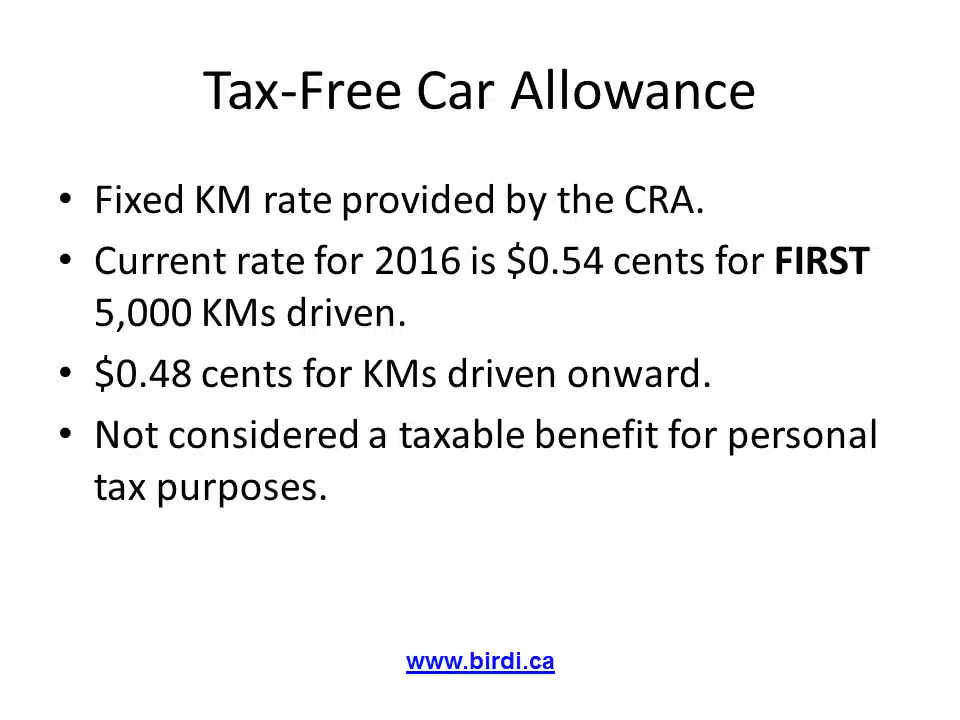 Tax-Free Car Allowance
• Fixed KM rate provided by the CRA.
• Current rate for 2016 is $0.54 cents for FIRST
5,000 KMs driven.
• $0.48 cents for KMs driven onward.
• Not considered a taxable benefit for personal
tax purposes.
www.birdi.ca